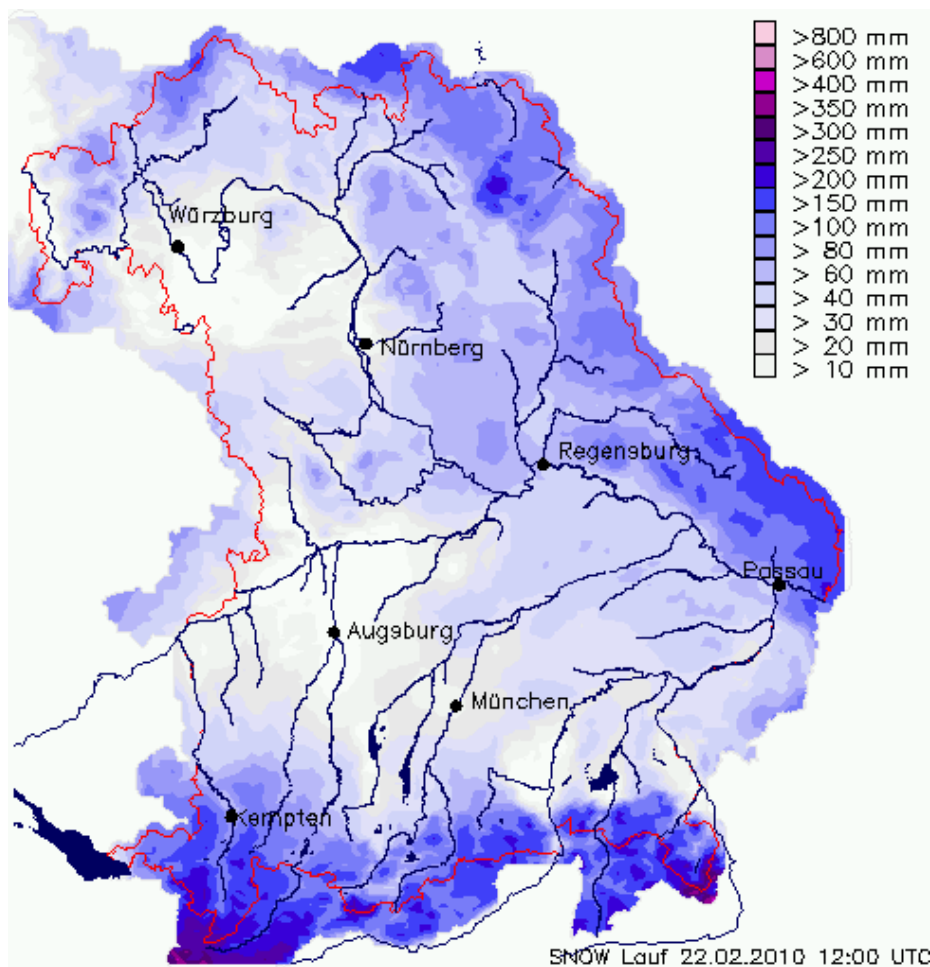 >800 mm
>600 mm
>400 mm
>350 mm
>300 mm
>250 mm
>200 mm
>150 mm
>100 mm
> 80 mm
> 60 mm
> 40 mm
> 30 mm
> 20 mm
> 10 mm
Würzburg
Nürnberg
Regensburg
Passau
Augsburg
München
Kempten
SNOW Lauf 22.02.2010 12:00 UTC